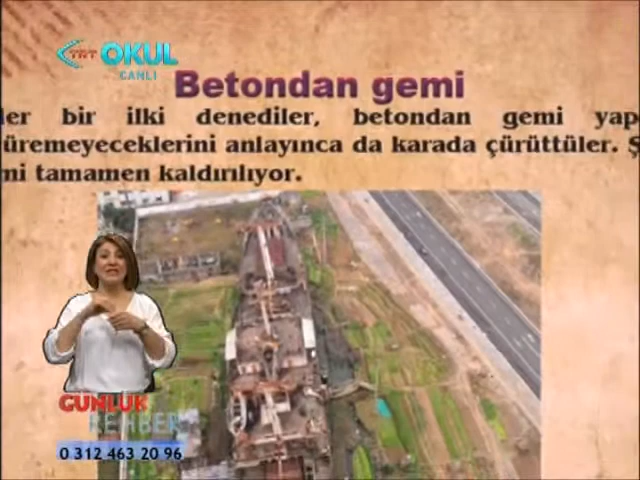 OKUL
CANLI
Betondan gemi
ler bir ilki denediler, betondan gemi yap
üremeyeceklerini anlayınca da karada çürüttüler. Ş
mi tamamen kaldırılıyor.
GÜNLÜK
REHBER
0 312 463 20 96